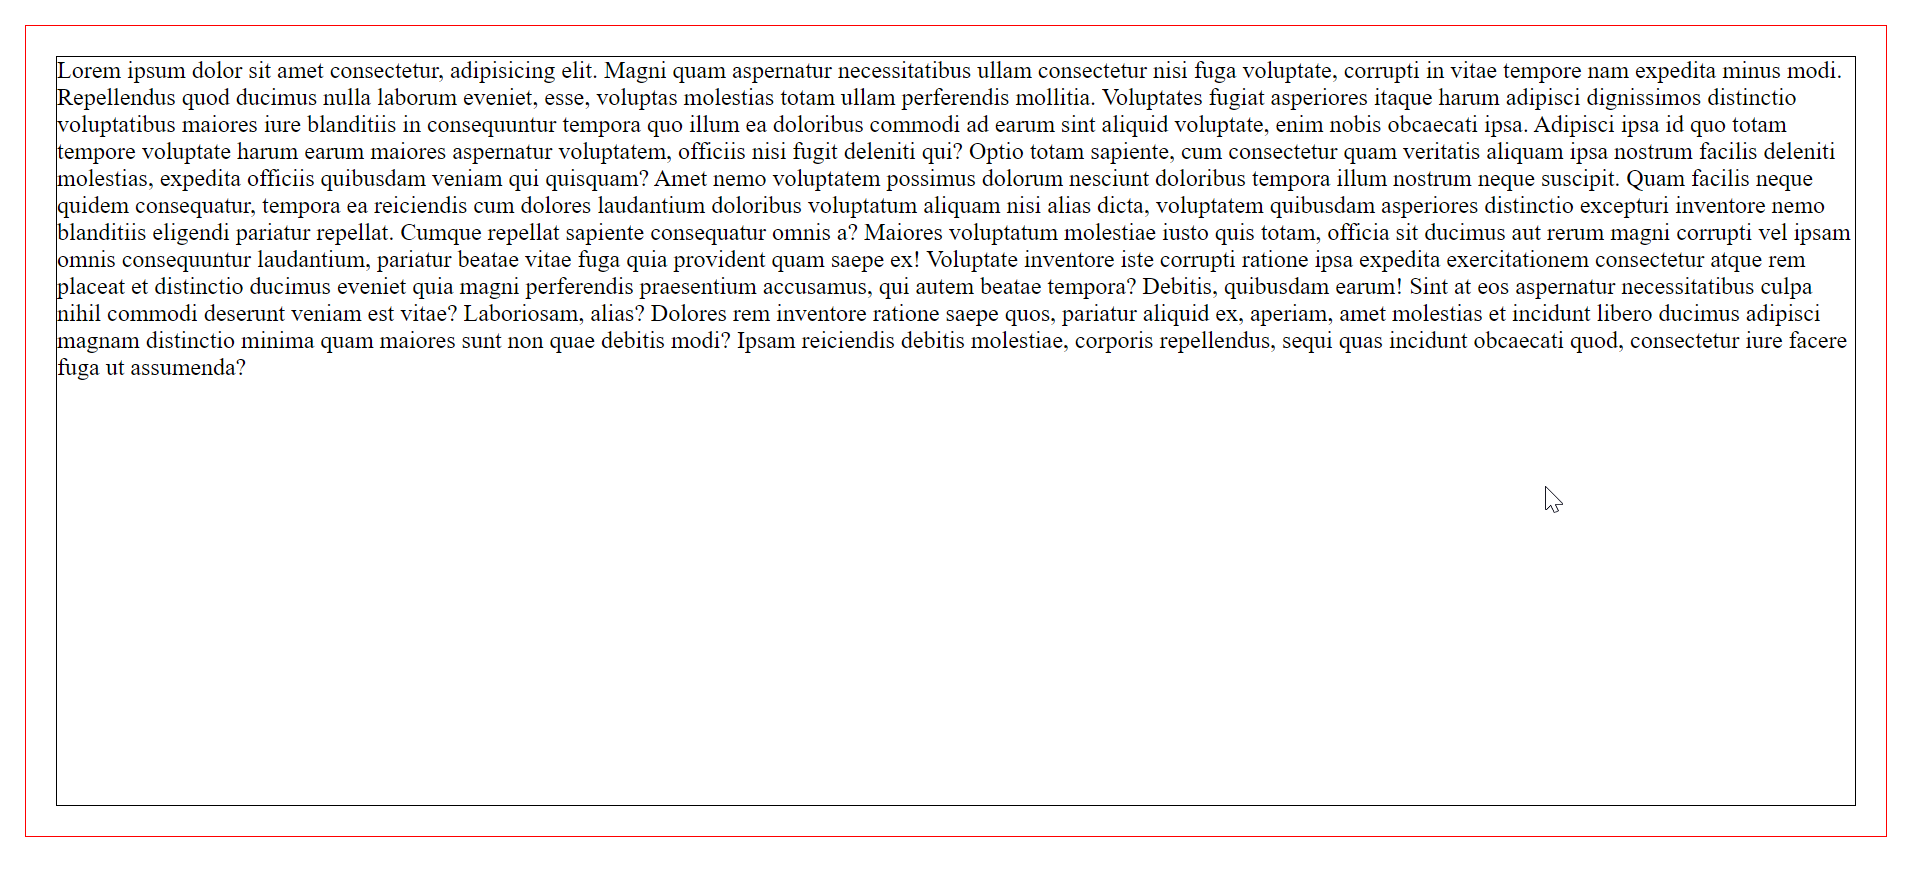 Lorem ipsum dolor sit amet consectetur, adipisicing elit. Magni quam aspernatur necessitatibus ullam consectetur nisi fuga voluptate, corrupti in vitae tempore nam expedita minus modi.
Repellendus quod ducimus nulla laborum eveniet, esse, voluptas molestias totam ullam perferendis mollitia. Voluptates fugiat asperiores itaque harum adipisci dignissimos distinctio
voluptatibus maiores iure blanditiis in consequuntur tempora quo illum ea doloribus commodi ad earum sint aliquid voluptate, enim nobis obcaecati ipsa. Adipisci ipsa id quo totam
tempore voluptate harum earum maiores aspernatur voluptatem, officiis nisi fugit deleniti qui? Optio totam sapiente, cum consectetur quam veritatis aliquam ipsa nostrum facilis deleniti
molestias, expedita officiis quibusdam veniam qui quisquam? Amet nemo voluptatem possimus dolorum nesciunt doloribus tempora illum nostrum neque suscipit. Quam facilis neque
quidem consequatur, tempora ea reiciendis cum dolores laudantium doloribus voluptatum aliquam nisi alias dicta, voluptatem quibusdam asperiores distinctio excepturi inventore nemo
blanditiis eligendi pariatur repellat. Cumque repellat sapiente consequatur omnis a? Maiores voluptatum molestiae iusto quis totam, officia sit ducimus aut rerum magni corrupti vel ipsam
omnis consequuntur laudantium, pariatur beatae vitae fuga quia provident quam saepe ex! Voluptate inventore iste corrupti ratione ipsa expedita exercitationem consectetur atque rem
placeat et distinctio ducimus eveniet quia magni perferendis praesentium accusamus, qui autem beatae tempora? Debitis, quibusdam earum! Sint at eos aspernatur necessitatibus culpa
nihil commodi deserunt veniam est vitae? Laboriosam, alias? Dolores rem inventore ratione saepe quos, pariatur aliquid ex, aperiam, amet molestias et incidunt libero ducimus adipisci
magnam distinctio minima quam maiores sunt non quae debitis modi? Ipsam reiciendis debitis molestiae, corporis repellendus, sequi quas incidunt obcaecati quod, consectetur iure facere
fuga ut assumenda?